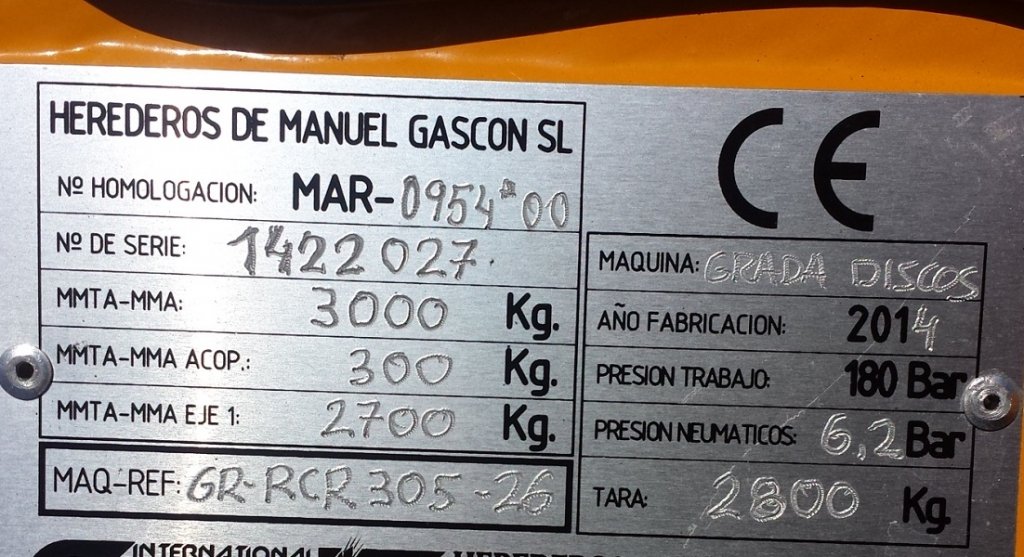 HEREDEROS DE MANUEL GASCON SL
Nº HOMOLOGACION: MAR-0954*00
Nº DE SERIE: 1422027.
MMTA-MMA: 3000 Kg.
MMTA-MMA ACOP.: 300 Kg.
MMTA-MMA EJE 1: 2700 Kg.
MAQ-REF: GR-RCR 305-26
CE
MAQUINA: GRADA DISCOS
AÑO FABRICACION: 2014
PRESION TRABAJO: 180 Bar
PRESION NEUMATICOS: 6,2 Bar
TARA: 2800 Kg
INTERNATIONAL